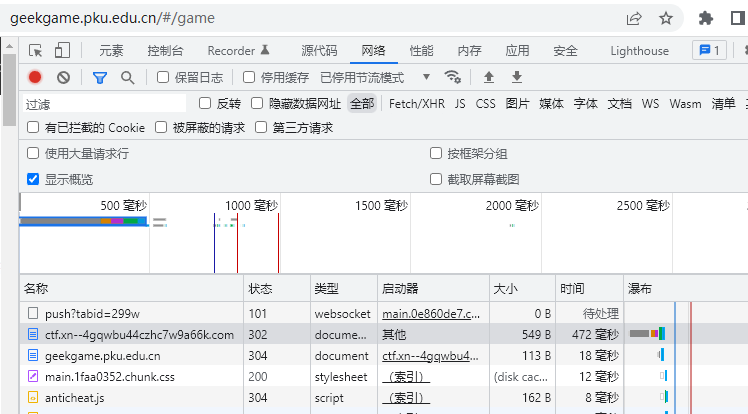 geekgame.pku.edu.cn/#/game
元素 控制台 Recorder 源代码 网络 性能 内存 应用 安全 Lighthouse 1
保留日志 停用缓存 已停用节流模式
过滤 反转 隐藏数据网址 全部 Fetch/XHR JS CSS 图片 媒体 字体 文档 WS Wasm 清单
有已拦截的 Cookie 被屏蔽的请求 第三方请求
使用大量请求行 按框架分组
显示概览 截取屏幕截图
500 毫秒 1000 毫秒 1500 毫秒 2000 毫秒 2500 毫秒
名称 状态 类型 启动器 大小 时间 瀑布
push?tabid=299w 101 websocket main.0e860de7.c... 0 B 待处理
ctf.xn--4gqwbu44czhc7w9a66k.com 302 docume... 其他 549 B 472 毫秒
geekgame.pku.edu.cn 304 document ctf.xn--4gqwbu4... 113 B 18 毫秒
main.1faa0352.chunk.css 200 stylesheet （索引） (disk cac... 12 毫秒
anticheat.js 304 script （索引） 162 B 8 毫秒